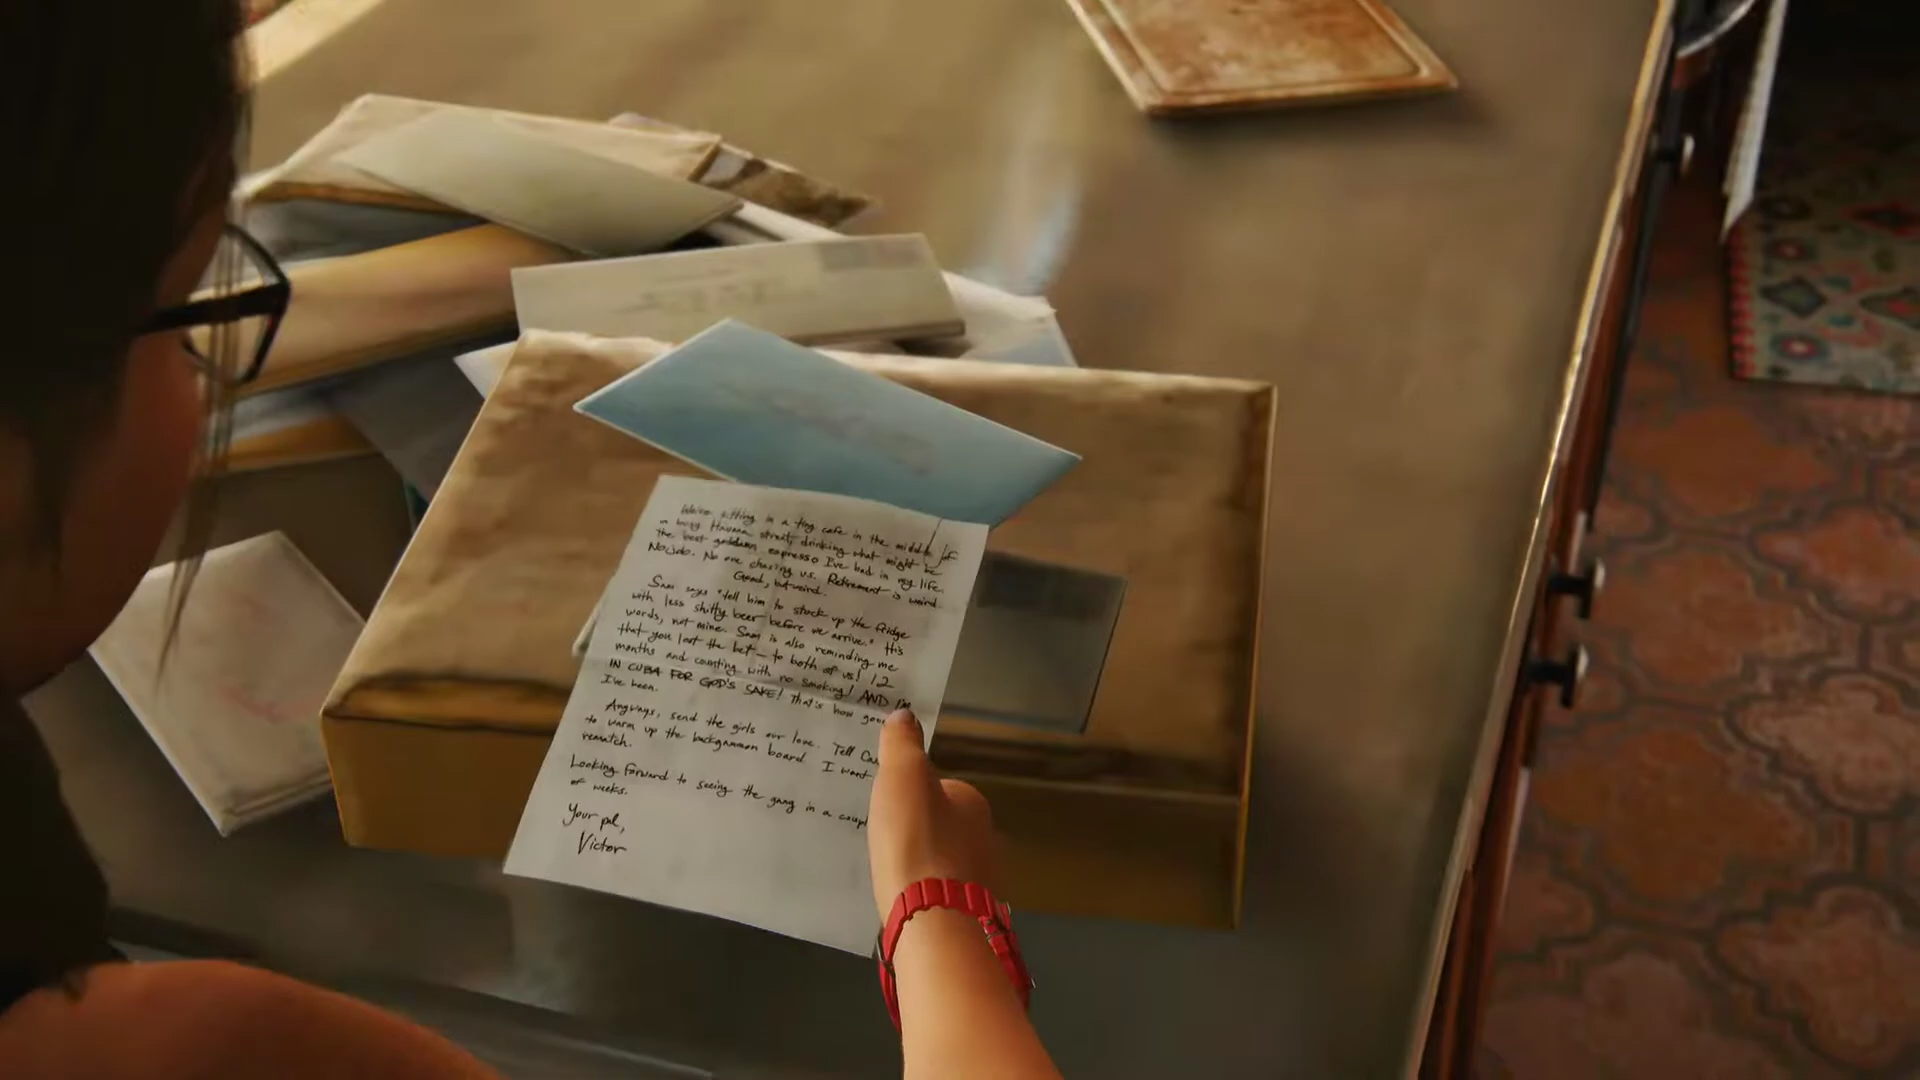 We're sitting in a tiny cafe in the middle of
a busy Havana street, drinking what might be
the best goddamn espresso I've had in my life.
No job. No one chasing us. Retirement is weird.
Good, but weird.
Sam says "tell him to stock up the fridge
with less shitty beer before we arrive." His
words, not mine. Sam is also reminding me
that you lost the bet - to both of us! 12
months and counting with no smoking! AND I'm
IN CUBA FOR GOD'S SAKE! That's how good
I've been.
Anyways, send the girls our love. Tell
to warm up the backgammon board. I want
rematch.
Looking forward to seeing the gang in a coupl
of weeks.
Your pal,
Victor